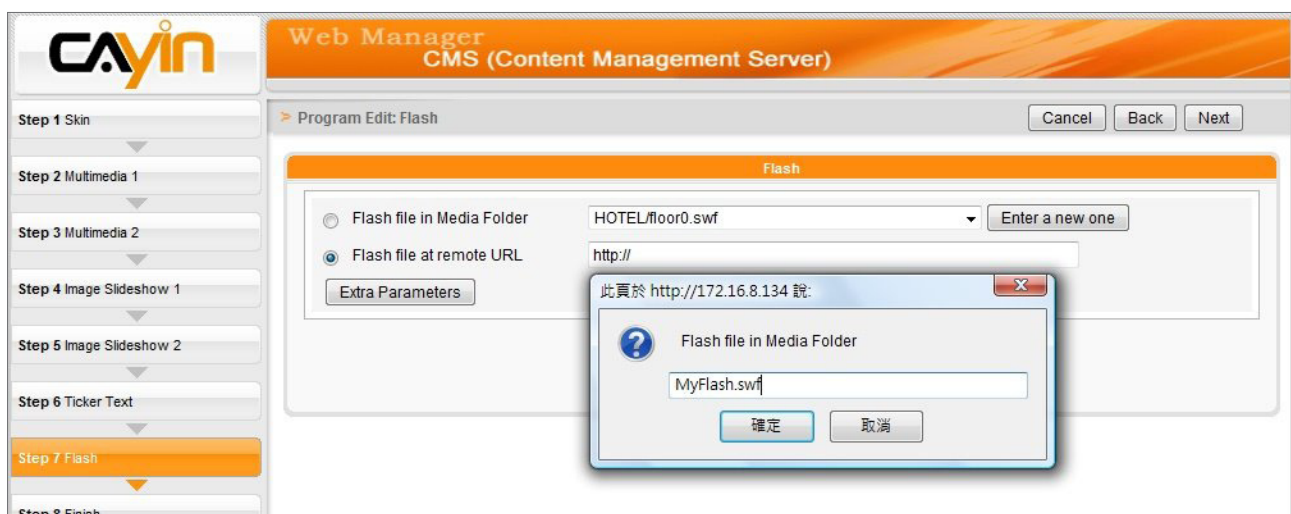 CAYIN
Web Manager
CMS (Content Management Server)
Step 1 Skin
Step 2 Multimedia 1
Step 3 Multimedia 2
Step 4 Image Slideshow 1
Step 5 Image Slideshow 2
Step 6 Ticker Text
Step 7 Flash
Step 8 Finish
> Program Edit: Flash
Cancel Back Next
Flash
Flash file in Media Folder HOTEL/floor0.swf Enter a new one
Flash file at remote URL http://
Extra Parameters
此頁於 http://172.16.8.134 說:
Flash file in Media Folder
MyFlash.swf
確定 取消